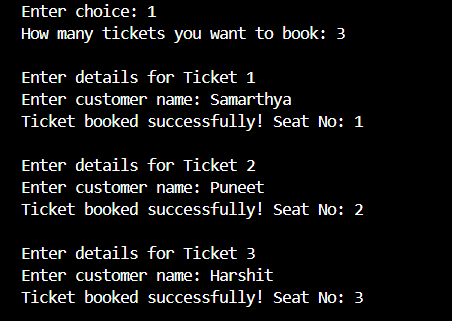 Enter choice: 1
How many tickets you want to book: 3
Enter details for Ticket 1
Enter customer name: Samarthya
Ticket booked successfully! Seat No: 1
Enter details for Ticket 2
Enter customer name: Puneet
Ticket booked successfully! Seat No: 2
Enter details for Ticket 3
Enter customer name: Harshit
Ticket booked successfully! Seat No: 3